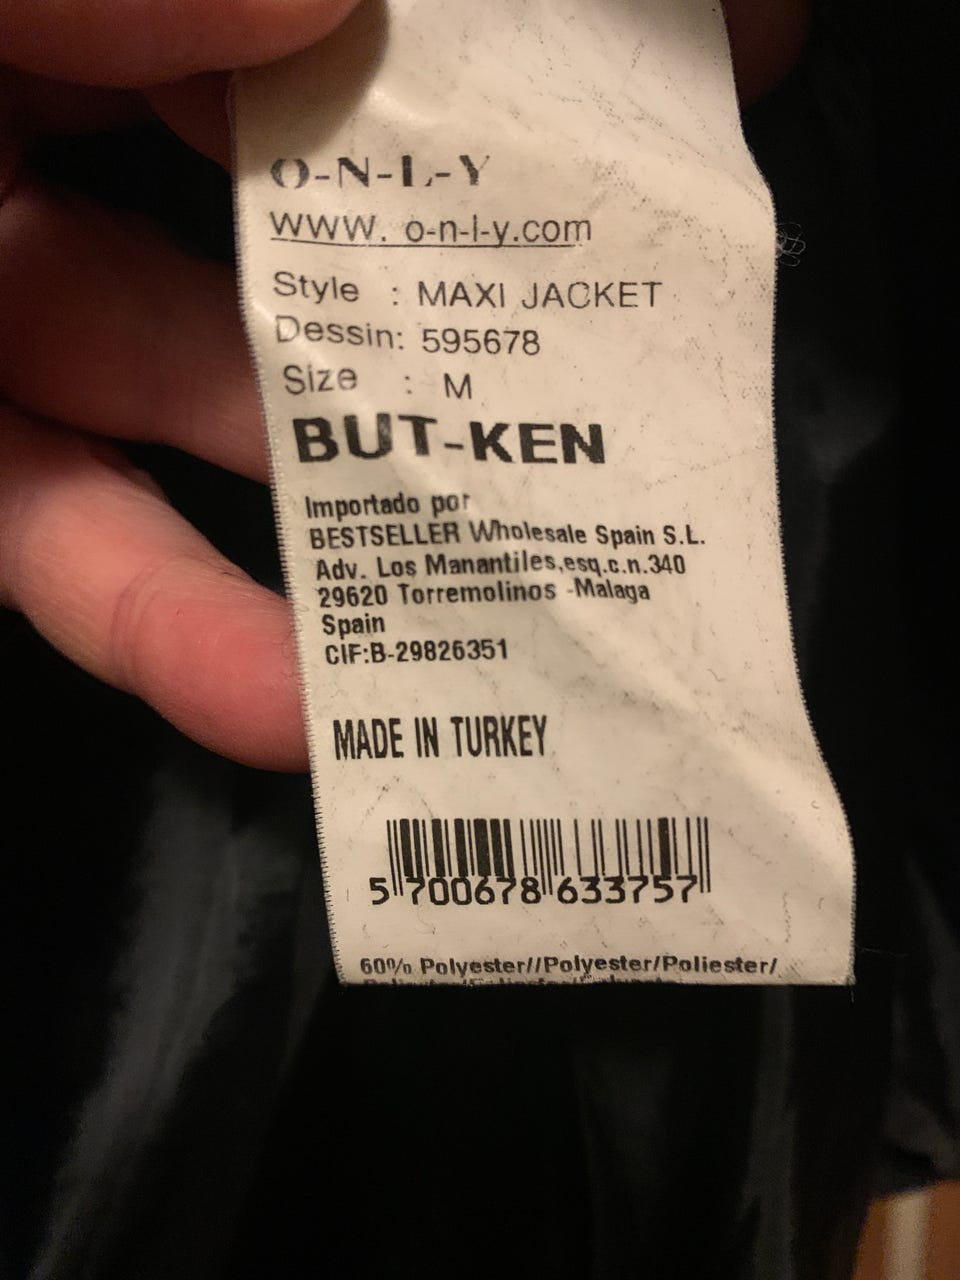 O-N-L-Y
WWW. o-n-l-y.com
Style : MAXI JACKET
Dessin: 595678
Size : M
BUT-KEN
Importado por
BESTSELLER Wholesale Spain S.L.
Adv. Los Manantiles,esq.c.n.340
29620 Torremolinos -Malaga
Spain
CIF:B-29826351
MADE IN TURKEY
5 700678 633757
60% Polyester//Polyester/Poliester/